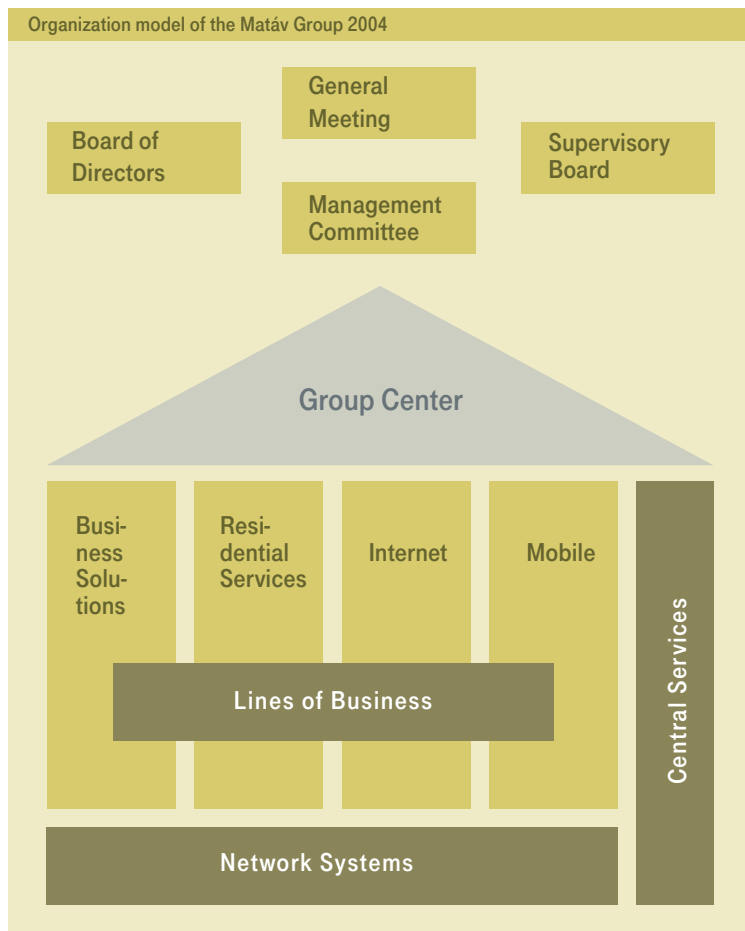 Organization model of the Matáv Group 2004
General
Meeting
Board of
Directors
Supervisory
Board
Management
Committee
Group Center
Busi-
ness
Solu-
tions
Resi-
dential
Services
Internet
Mobile
Central Services
Lines of Business
Network Systems